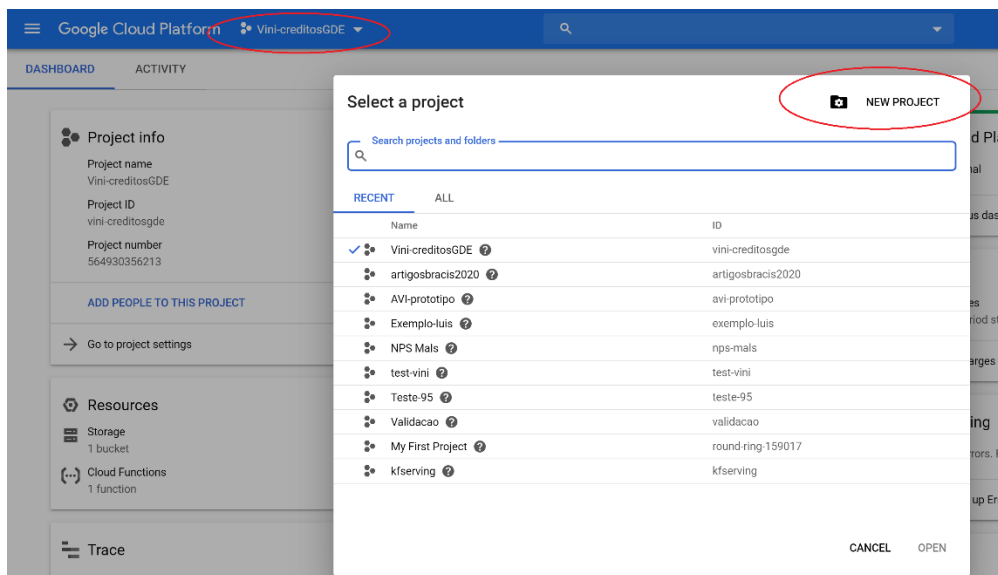 Google Cloud Platform Vini-creditosGDE
DASHBOARD ACTIVITY
Project info
Project name
Vini-creditosGDE
Project ID
vini-creditosgde
Project number
564930356213
ADD PEOPLE TO THIS PROJECT
Go to project settings
Resources
Storage
1 bucket
Cloud Functions
1 function
Trace
Select a project
NEW PROJECT
Search projects and folders
RECENT ALL
Name ID
Vini-creditosGDE vini-creditosgde
artigosbracis2020 artigosbracis2020
AVI-prototipo avi-prototipo
Exemplo-luis exemplo-luis
NPS Mals nps-mals
test-vini test-vini
Teste-95 teste-95
Validacao validacao
My First Project round-ring-159017
kfserving kfserving
CANCEL OPEN